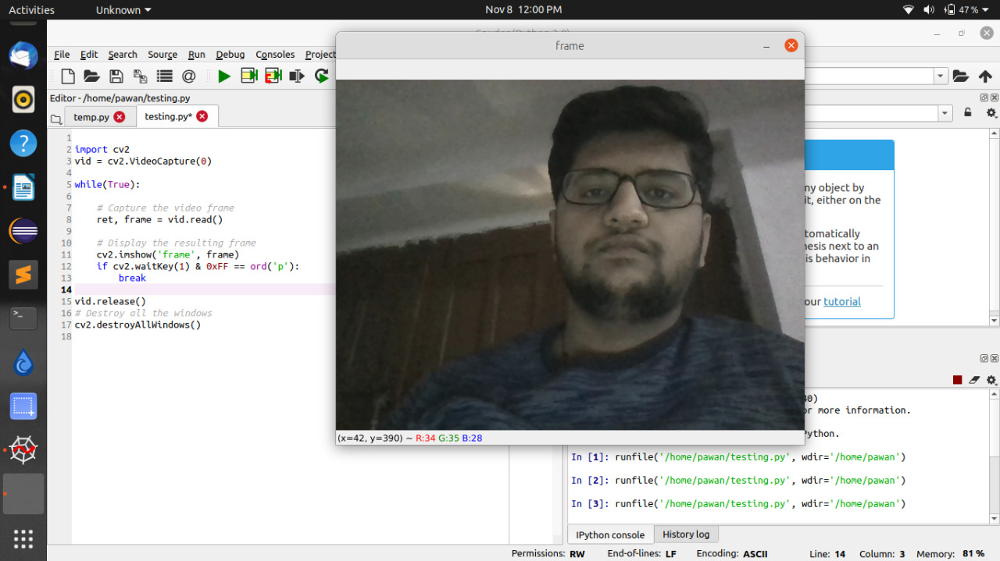 Activities
Unknown
Nov 8 12:00 PM
47 %
frame
File Edit Search Source Run Debug Consoles Project
Editor - /home/pawan/testing.py
temp.py
testing.py*
1
2 import cv2
3 vid = cv2.VideoCapture(0)
4
5 while(True):
6
7 # Capture the video frame
8 ret, frame = vid.read()
9
10 # Display the resulting frame
11 cv2.imshow('frame', frame)
12 if cv2.waitKey(1) & 0xFF == ord('p'):
13 break
14
15 vid.release()
16 # Destroy all the windows
17 cv2.destroyAllWindows()
18
(x=42, y=390) ~ R:34 G:35 B:28
ny object by
it, either on the
tomatically
nesis next to an
is behavior in
our tutorial
40)
or more information.
Python.
In [1]: runfile('/home/pawan/testing.py', wdir='/home/pawan')
In [2]: runfile('/home/pawan/testing.py', wdir='/home/pawan')
In [3]: runfile('/home/pawan/testing.py', wdir='/home/pawan')
IPython console
History log
Permissions: RW End-of-lines: LF Encoding: ASCII Line: 14 Column: 3 Memory: 81 %